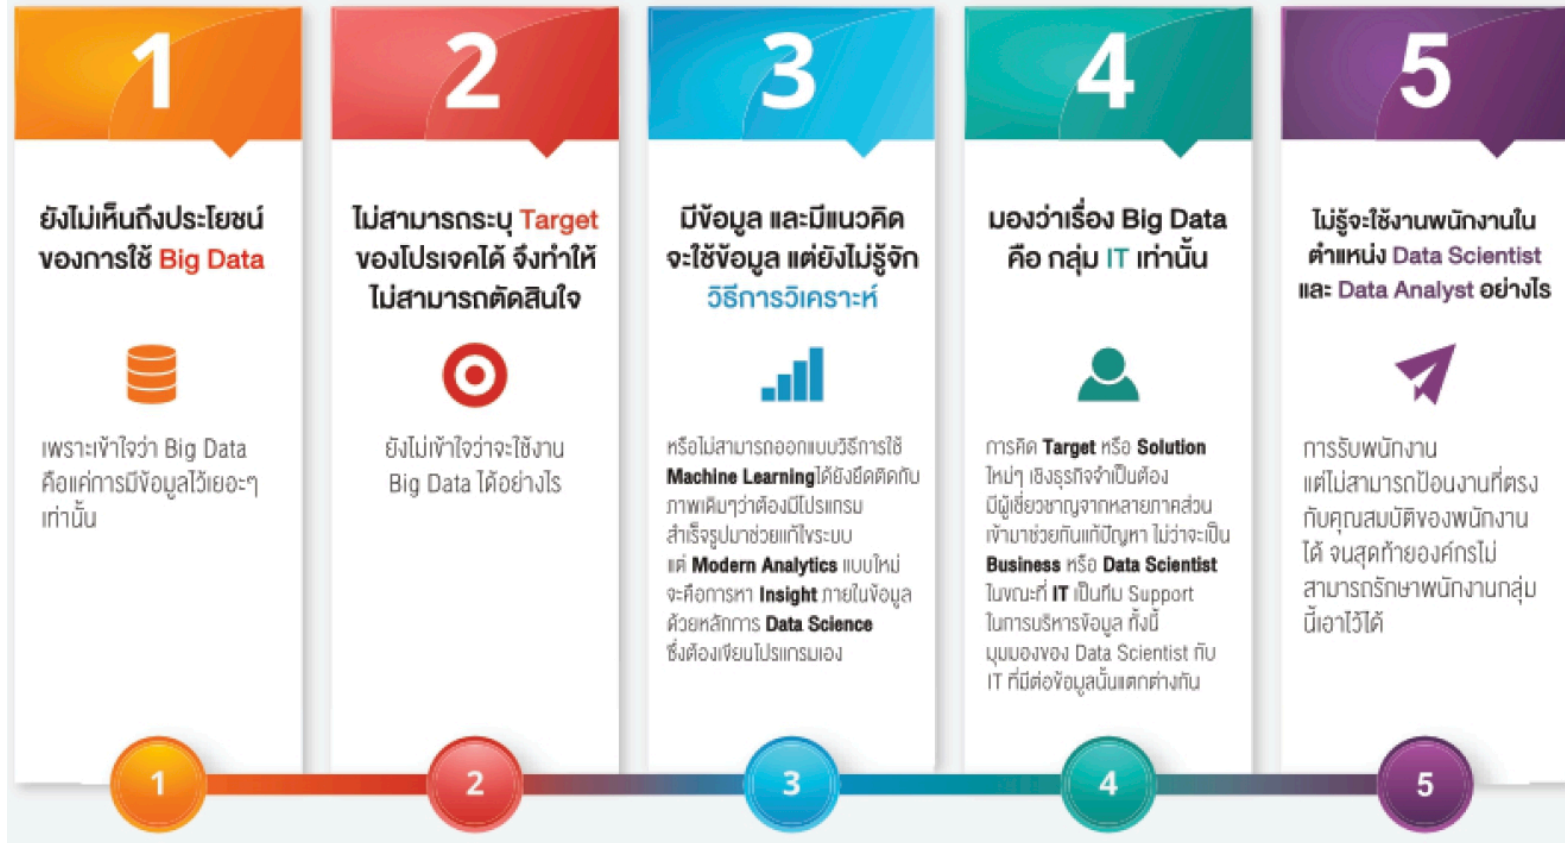 1
ยังไม่เห็นถึงประโยชน์
ของการใช้ Big Data
เพราะเข้าใจว่า Big Data
คือแค่การมีข้อมูลไว้เยอะๆ
เท่านั้น
2
ไม่สามารถระบุ Target
ของโปรเจคได้ จึงทำให้
ไม่สามารถตัดสินใจ
ยังไม่เข้าใจว่าจะใช้งาน
Big Data ได้อย่างไร
3
มีข้อมูล และมีแนวคิด
จะใช้ข้อมูล แต่ยังไม่รู้จัก
วิธีการวิเคราะห์
หรือไม่สามารถออกแบบวิธีการใช้
Machine Learningได้ยังยึดติดกับ
ภาพเดิมๆว่าต้องมีโปรแกรม
สำเร็จรูปมาช่วยแก้ไขระบบ
แต่ Modern Analytics แบบใหม่
จะคือการหา Insight ภายในข้อมูล
ด้วยหลักการ Data Science
ซึ่งต้องเขียนโปรแกรมเอง
4
มองว่าเรื่อง Big Data
คือ กลุ่ม IT เท่านั้น
การคิด Target หรือ Solution
ใหม่ๆ เชิงธุรกิจจำเป็นต้อง
มีผู้เชี่ยวชาญจากหลายภาคส่วน
เข้ามาช่วยกันแก้ปัญหา ไม่ว่าจะเป็น
Business หรือ Data Scientist
ในขณะที่ IT เป็นทีม Support
ในการบริหารข้อมูล ทั้งนี้
มุมมองของ Data Scientist กับ
IT ที่มีต่อข้อมูลนั้นแตกต่างกัน
5
ไม่รู้จะใช้งานพนักงานใน
ตำแหน่ง Data Scientist
และ Data Analyst อย่างไร
การรับพนักงาน
แต่ไม่สามารถป้อนงานที่ตรง
กับคุณสมบัติของพนักงาน
ได้ จนสุดท้ายองค์กรไม่
สามารถรักษาพนักงานกลุ่ม
นี้เอาไว้ได้
1
2
3
4
5